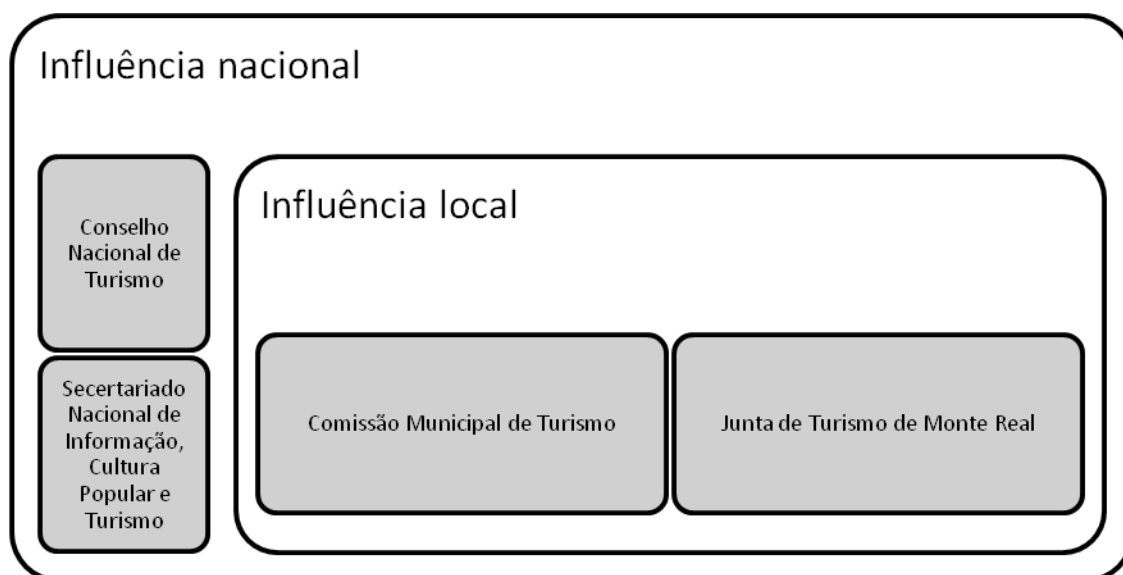 Influência nacional
Conselho
Nacional de
Turismo
Secertariado
Nacional de
Informação,
Cultura
Popular e
Turismo
Influência local
Comissão Municipal de Turismo
Junta de Turismo de Monte Real